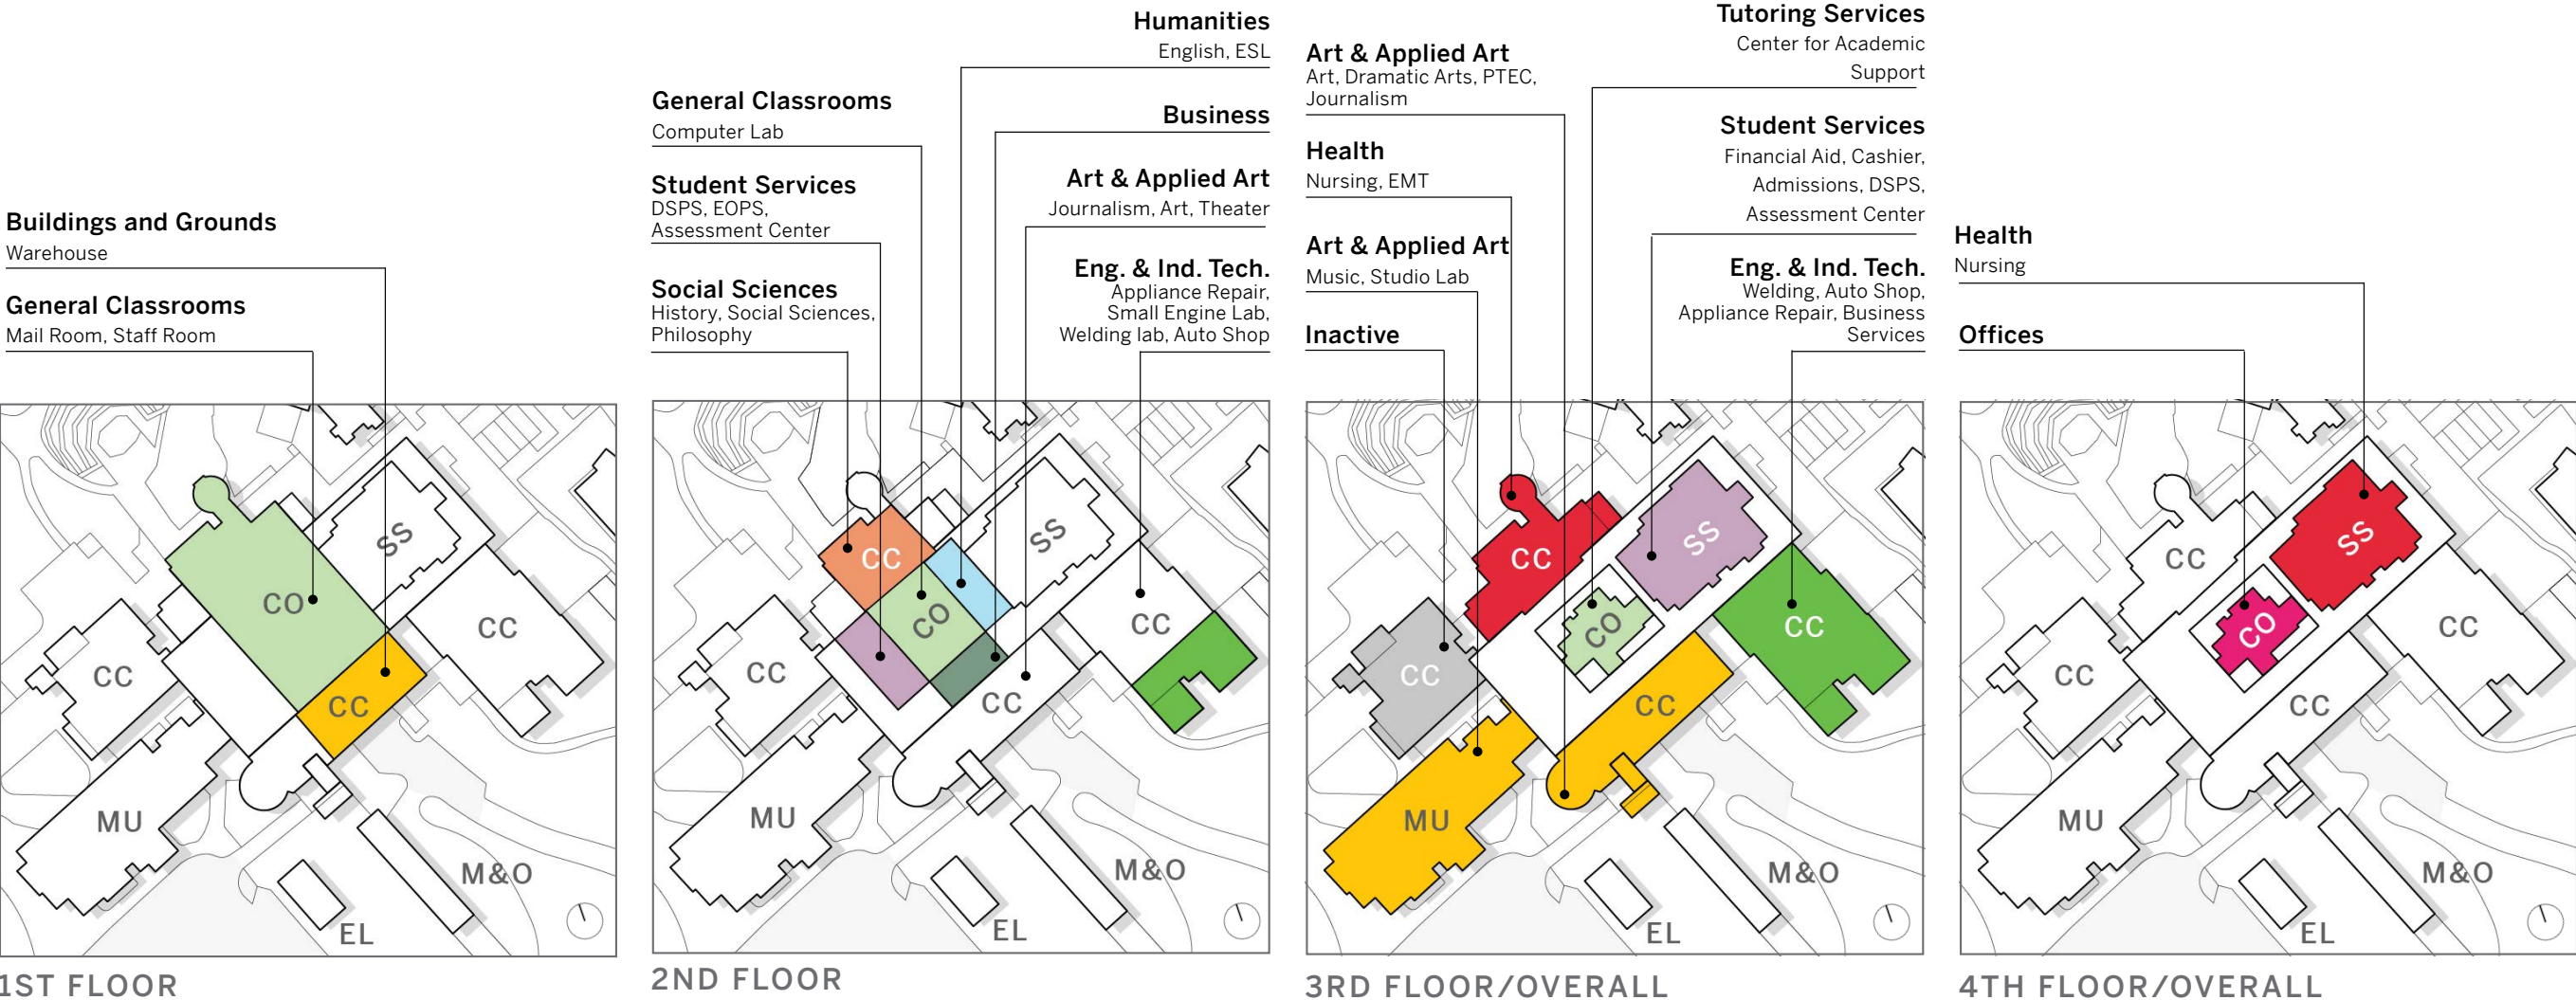 Buildings and Grounds
Warehouse
General Classrooms
Mail Room, Staff Room
SS
CO
CC
CC
CC
MU
M&O
EL
1ST FLOOR
Humanities
English, ESL
General Classrooms
Computer Lab
Business
Student Services
DSPS, EOPS,
Assessment Center
Art & Applied Art
Journalism, Art, Theater
Social Sciences
History, Social Sciences,
Philosophy
Eng. & Ind. Tech.
Appliance Repair,
Small Engine Lab,
Welding lab, Auto Shop
SS
CC
CO
CC
CC
CC
MU
M&O
EL
2ND FLOOR
Art & Applied Art
Art, Dramatic Arts, PTEC,
Journalism
Health
Nursing, EMT
Art & Applied Art
Music, Studio Lab
Inactive
Tutoring Services
Center for Academic
Support
Student Services
Financial Aid, Cashier,
Admissions, DSPS,
Assessment Center
Eng. & Ind. Tech.
Welding, Auto Shop,
Appliance Repair, Business
Services
SS
CC
CO
CC
CC
CC
MU
M&O
EL
3RD FLOOR/OVERALL
Health
Nursing
Offices
SS
CC
CO
CC
CC
CC
MU
M&O
EL
4TH FLOOR/OVERALL